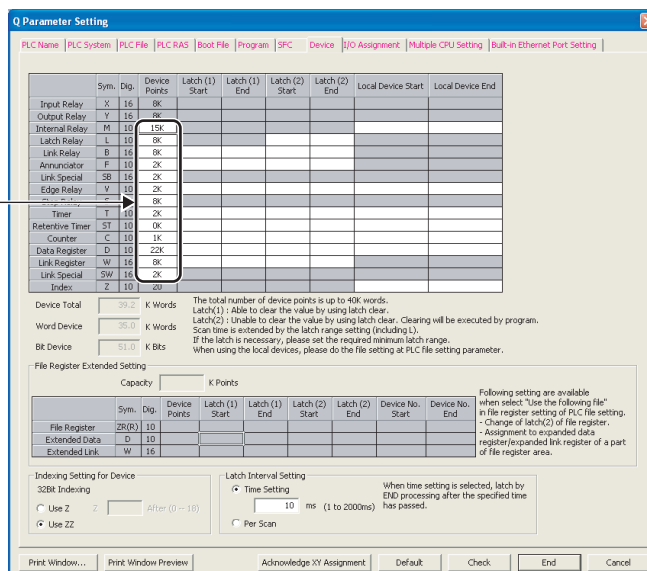 Q Parameter Setting
PLC Name PLC System PLC File PLC RAS Boot File Program SFC Device I/O Assignment Multiple CPU Setting Built-in Ethernet Port Setting
Sym. Dig. Device Points Latch (1) Start Latch (1) End Latch (2) Start Latch (2) End Local Device Start Local Device End
Input Relay X 16 8K
Output Relay Y 16 8K
Internal Relay M 10 15K
Latch Relay L 10 8K
Link Relay B 16 8K
Annunciator F 10 2K
Link Special SB 16 2K
Edge Relay V 10 2K
Step Relay S 8K
Timer T 10 2K
Retentive Timer ST 10 0K
Counter C 10 1K
Data Register D 10 22K
Link Register W 16 8K
Link Special SW 16 2K
Index Z 10 20
Device Total 39.2 K Words
Word Device 35.0 K Words
Bit Device 51.0 K Bits
The total number of device points is up to 40K words.
Latch(1) : Able to clear the value by using latch clear.
Latch(2) : Unable to clear the value by using latch clear. Clearing will be executed by program.
Scan time is extended by the latch range setting (including L).
If the latch is necessary, please set the required minimum latch range.
When using the local devices, please do the file setting at PLC file setting parameter.
File Register Extended Setting
Capacity K Points
Sym. Dig. Device Points Latch (1) Start Latch (1) End Latch (2) Start Latch (2) End Device No. Start Device No. End
File Register ZR(R) 10
Extended Data D 10
Extended Link W 16
Following setting are available
when select "Use the following file"
in file register setting of PLC file setting.
- Change of latch(2) of file register.
- Assignment to expanded data
register/expanded link register of a part
of file register area.
Indexing Setting for Device
32Bit Indexing
Use Z Z After (0 -- 18)
Use ZZ
Latch Interval Setting
Time Setting
10 ms (1 to 2000ms)
Per Scan
When time setting is selected, latch by
END processing after the specified time
has passed.
Print Window... Print Window Preview Acknowledge XY Assignment Default Check End Cancel